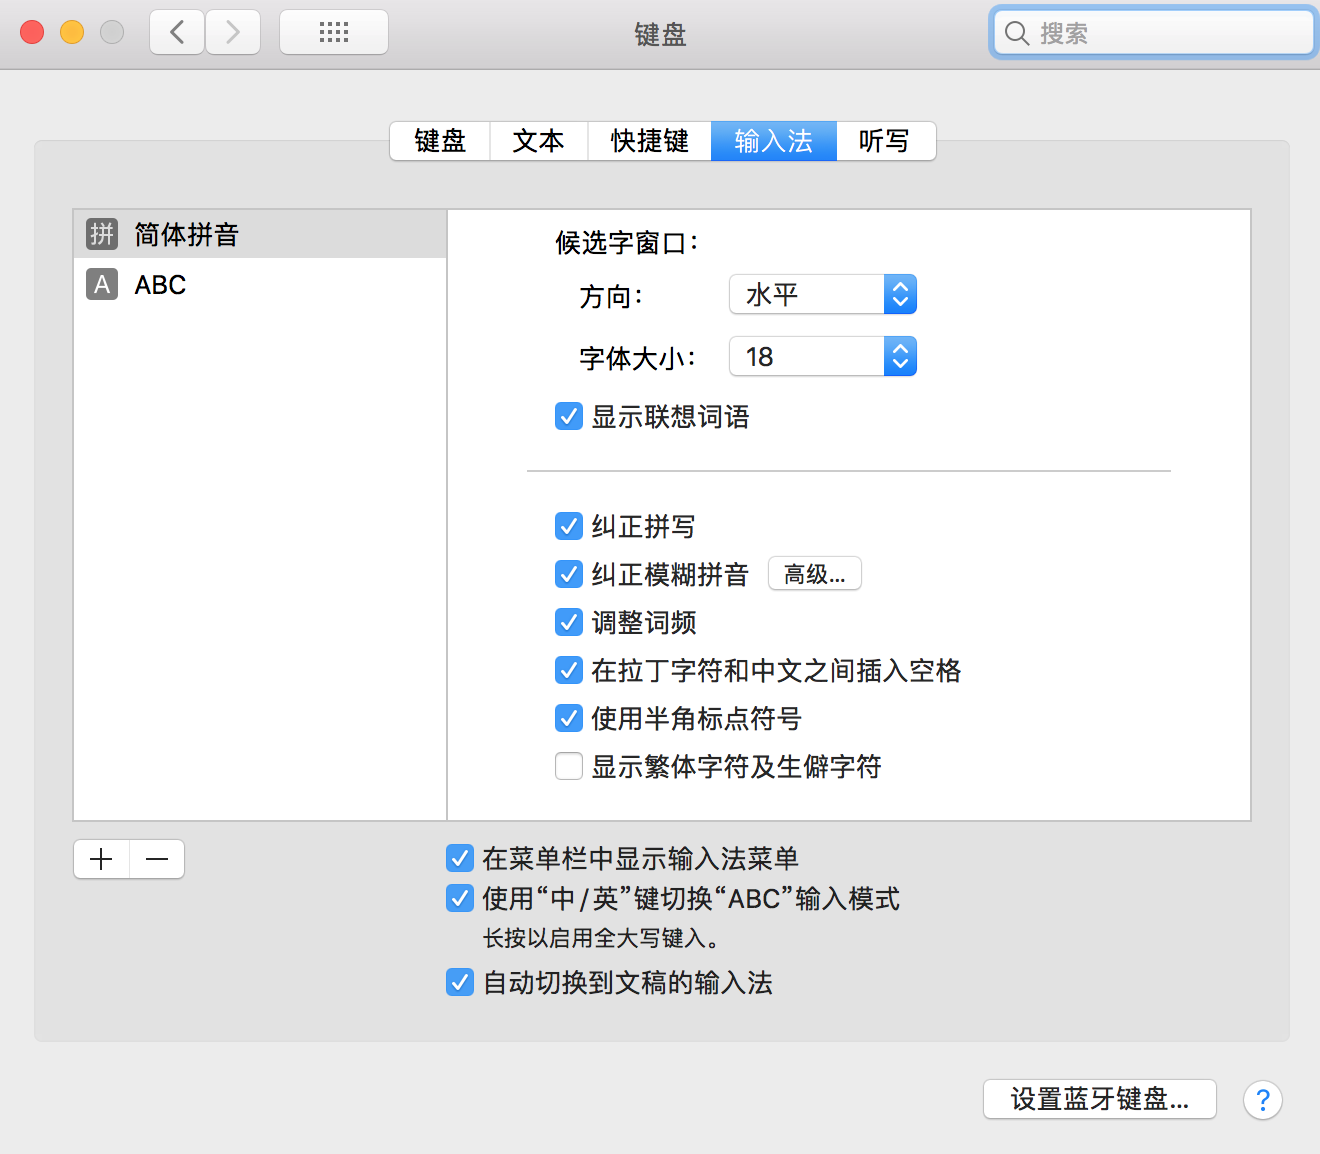 键盘
搜索
键盘 文本 快捷键 输入法 听写
拼 简体拼音
A ABC
候选字窗口：
方向： 水平
字体大小： 18
显示联想词语
纠正拼写
纠正模糊拼音 高级...
调整词频
在拉丁字符和中文之间插入空格
使用半角标点符号
显示繁体字符及生僻字符
在菜单栏中显示输入法菜单
使用“中/英”键切换“ABC”输入模式
长按以启用全大写键入。
自动切换到文稿的输入法
设置蓝牙键盘... ?